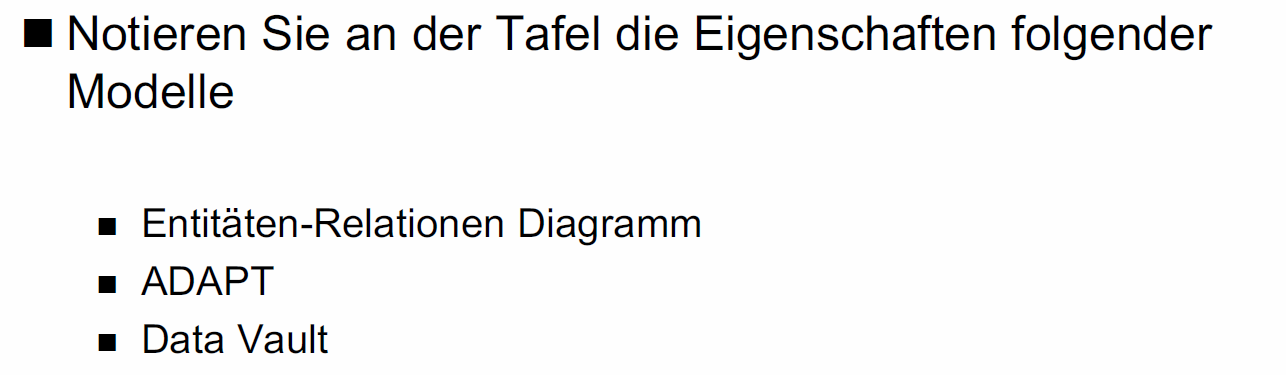 Notieren Sie an der Tafel die Eigenschaften folgender
Modelle
Entitäten-Relationen Diagramm
ADAPT
Data Vault